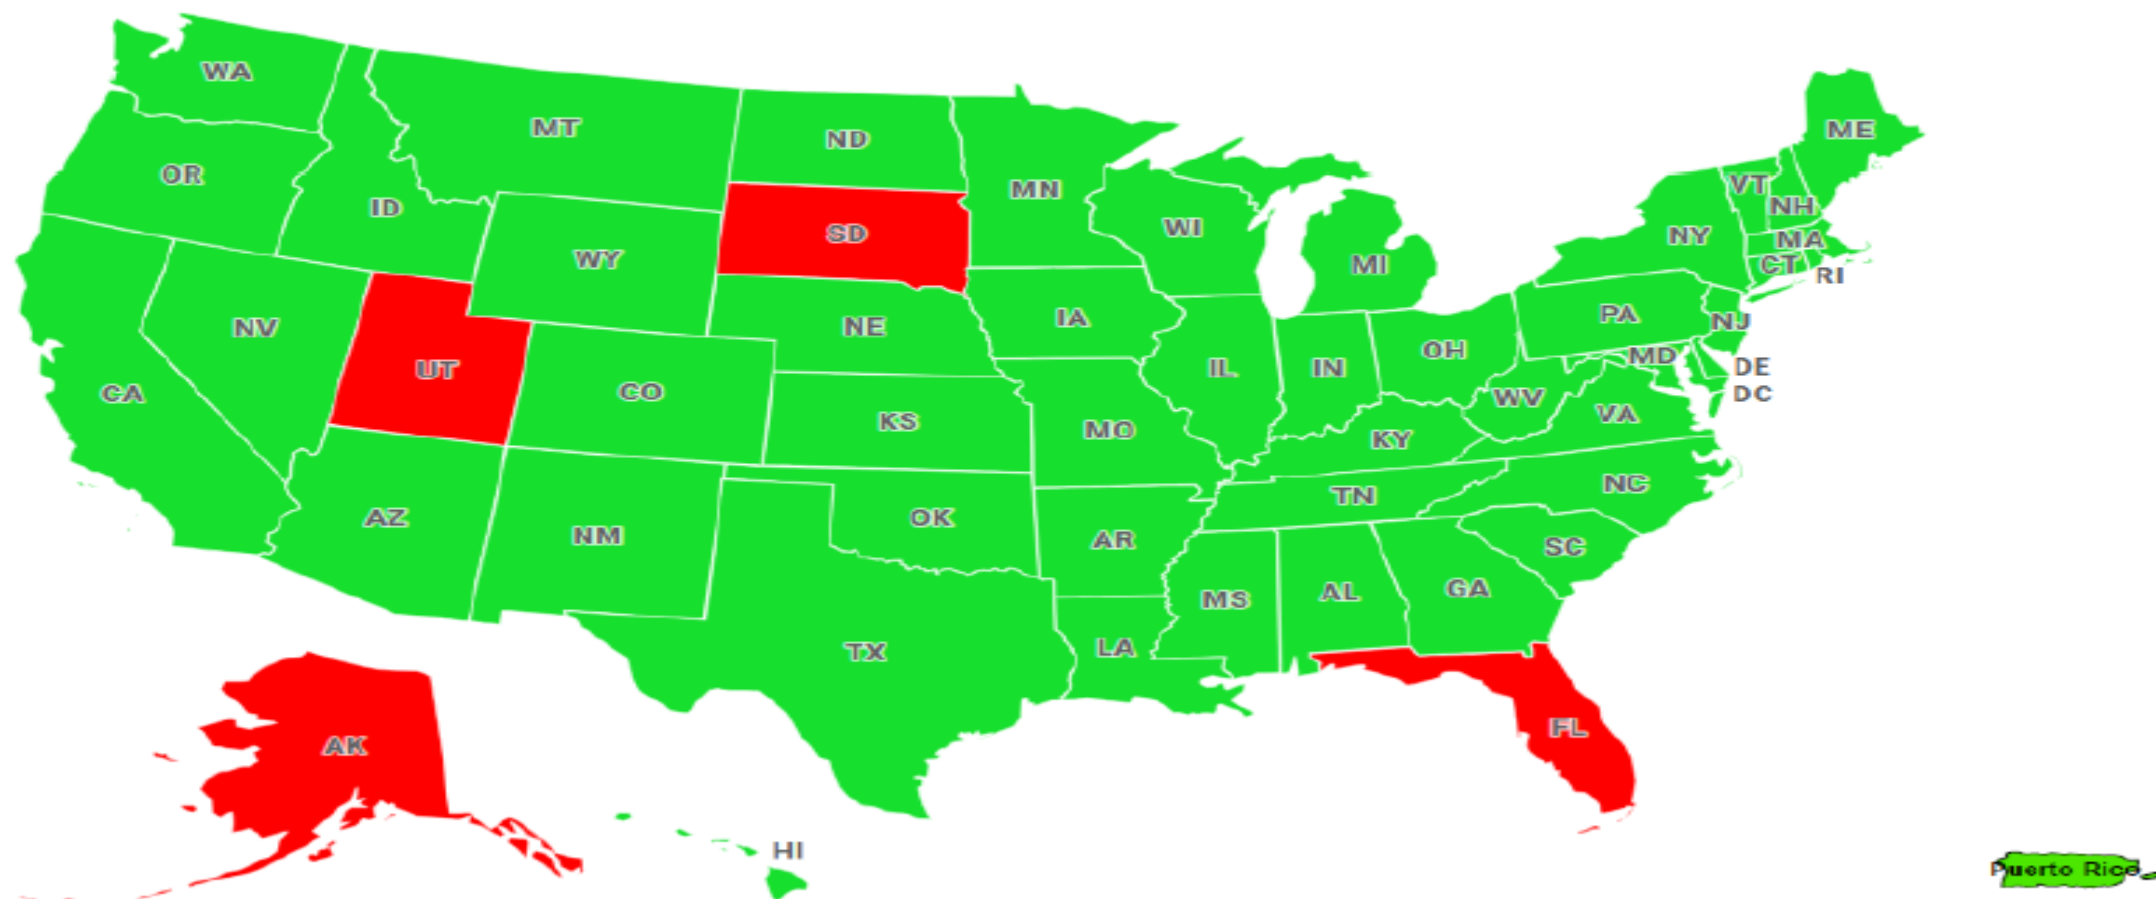 WA
MT
ND
ME
OR
ID
MN
VT
NH
WI
SD
NY
MA
WY
MI
CT
RI
NV
NE
IA
PA
NJ
UT
OH
MD
CA
CO
IL
IN
DE
DC
KS
MO
WV
VA
KY
AZ
NM
OK
AR
TN
NC
SC
MS
AL
GA
TX
LA
FL
AK
HI
Puerto Rico